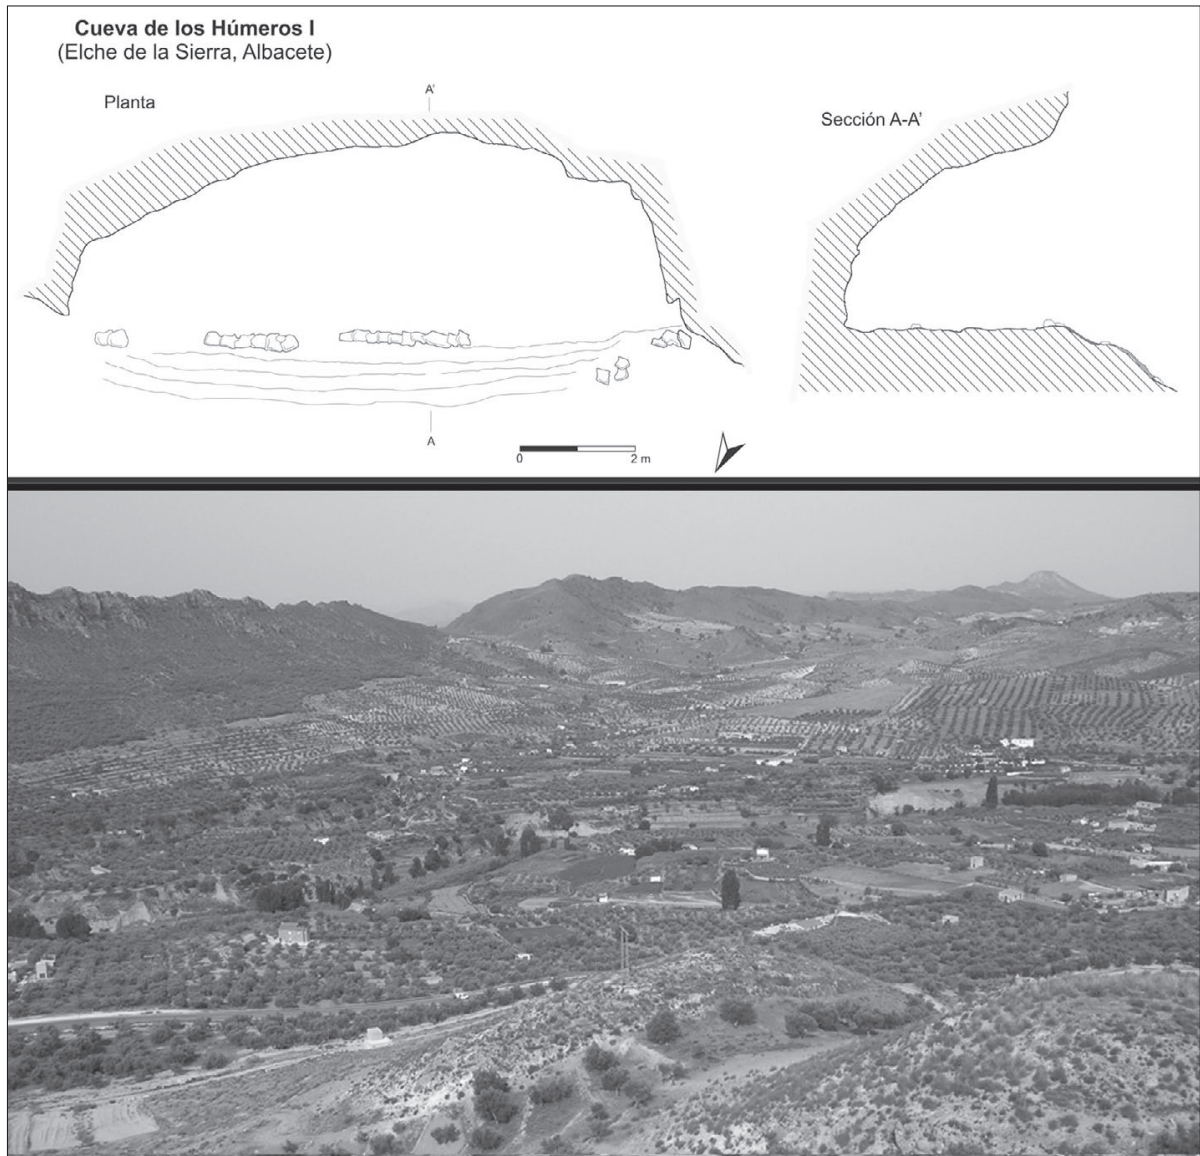 Cueva de los Húmeros I
(Elche de la Sierra, Albacete)
Planta
A'
Sección A-A'
A
0 2 m